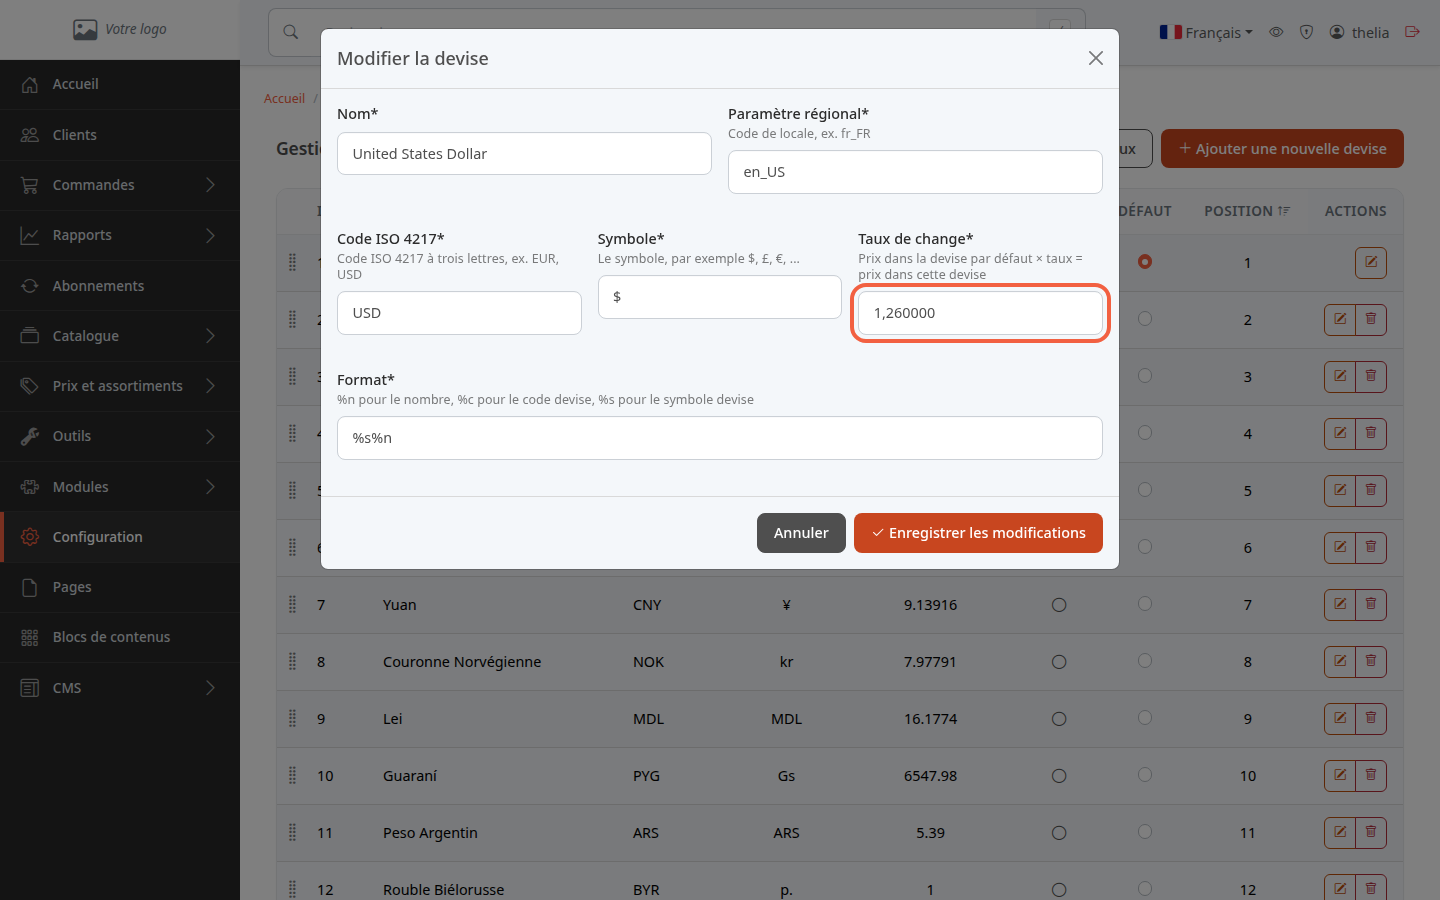 Votre logo
Français
thelia
Accueil
Clients
Commandes
Rapports
Abonnements
Catalogue
Prix et assortiments
Outils
Modules
Configuration
Pages
Blocs de contenus
CMS
Accueil /
Gesti
ux
+ Ajouter une nouvelle devise
Modifier la devise
Nom*
United States Dollar
Paramètre régional*
Code de locale, ex. fr_FR
en_US
Code ISO 4217*
Code ISO 4217 à trois lettres, ex. EUR,
USD
USD
Symbole*
Le symbole, par exemple $, £, €, ...
$
Taux de change*
Prix dans la devise par défaut × taux =
prix dans cette devise
1,260000
Format*
%n pour le nombre, %c pour le code devise, %s pour le symbole devise
%s%n
Annuler
Enregistrer les modifications
DÉFAUT POSITION ACTIONS
1
2
3
4
5
6
7 Yuan CNY ¥ 9.13916 7
8 Couronne Norvégienne NOK kr 7.97791 8
9 Lei MDL MDL 16.1774 9
10 Guaraní PYG Gs 6547.98 10
11 Peso Argentin ARS ARS 5.39 11
12 Rouble Biélorusse BYR p. 1 12